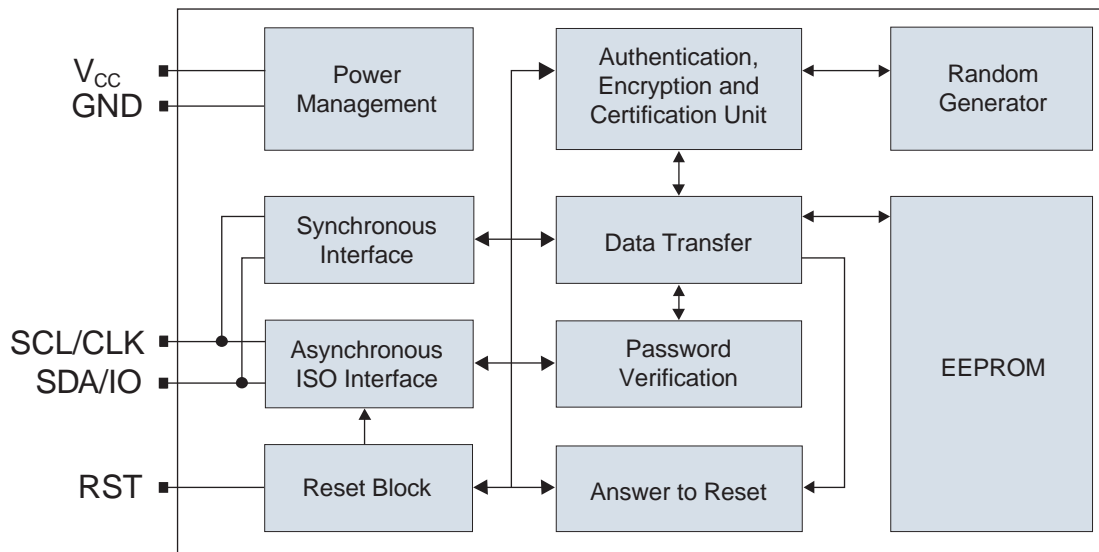 V_CC
GND
Power
Management
Authentication,
Encryption and
Certification Unit
Random
Generator
Synchronous
Interface
Data Transfer
SCL/CLK
SDA/IO
Asynchronous
ISO Interface
Password
Verification
EEPROM
RST
Reset Block
Answer to Reset